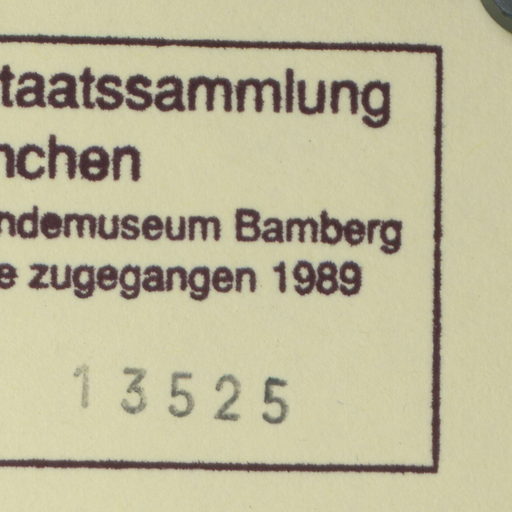 taatssammlung
nchen
ndemuseum Bamberg
e zugegangen 1989
13525